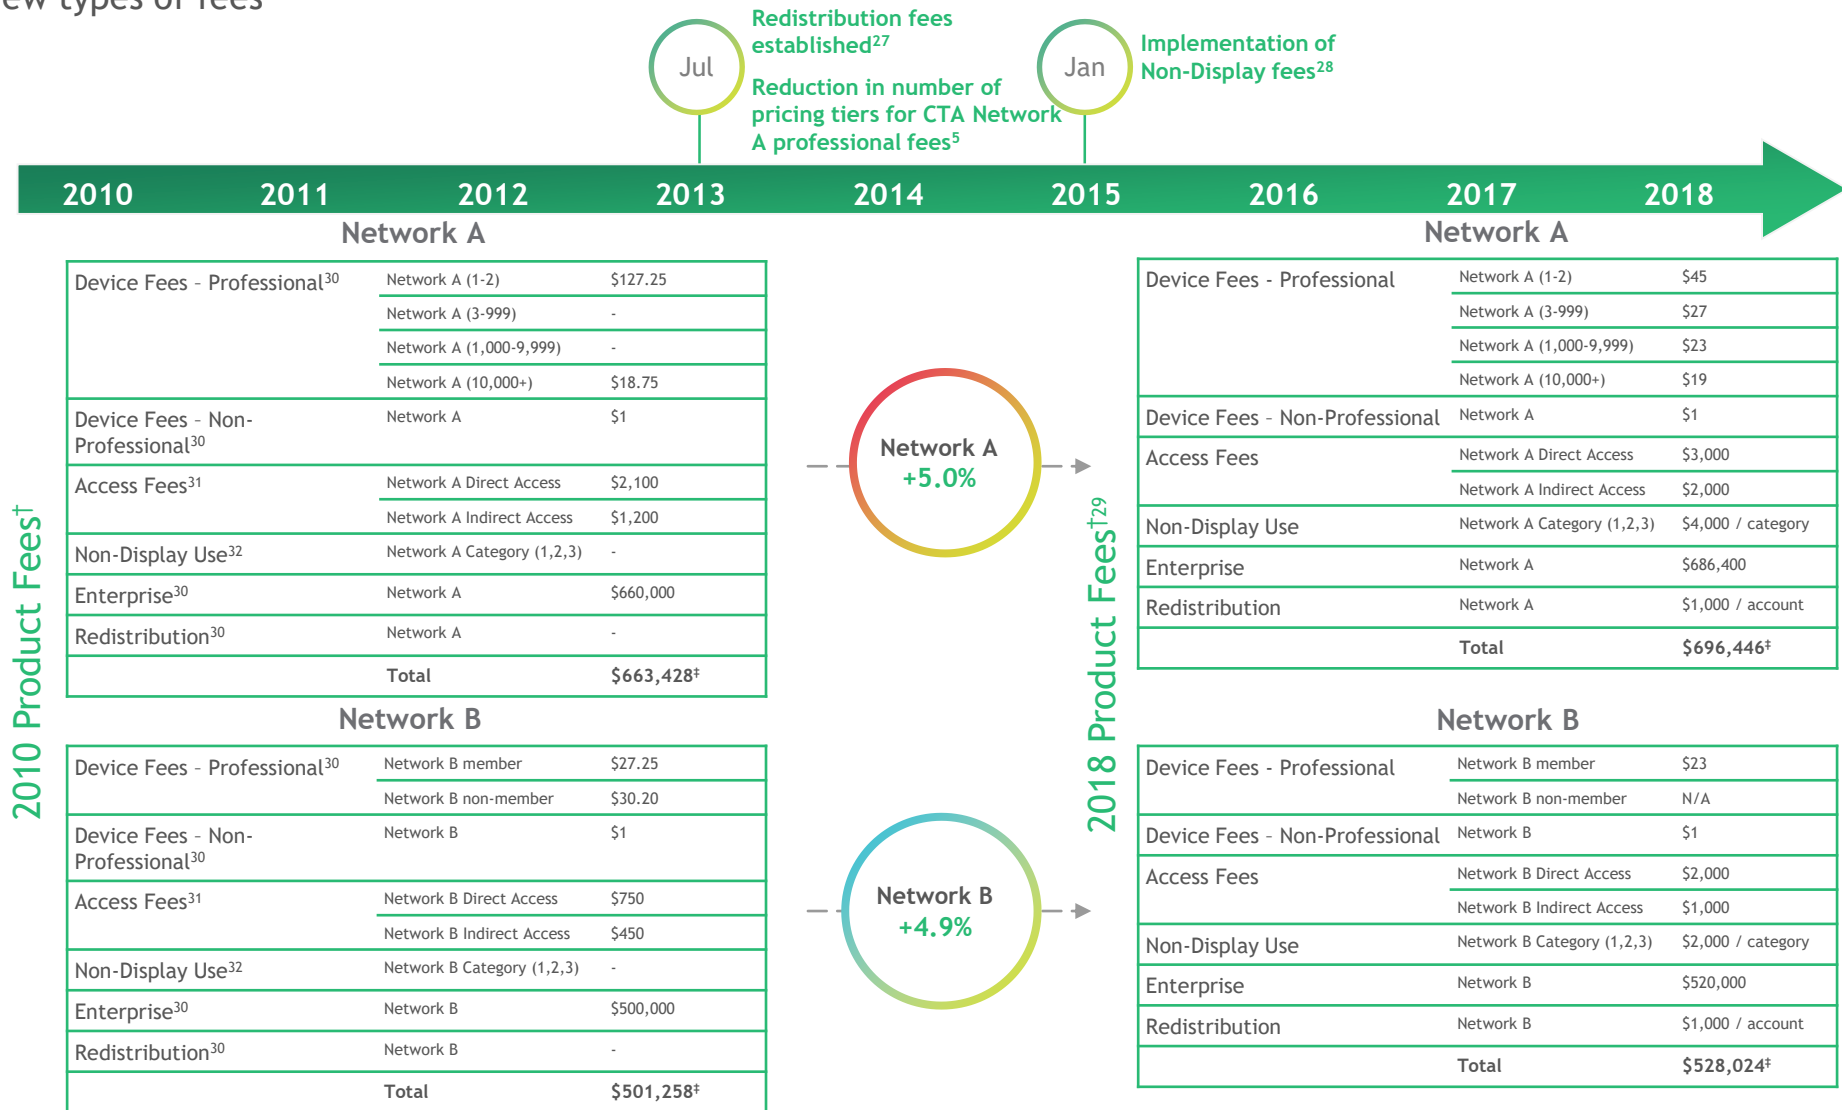 ew types of fees
Jul
Redistribution fees
established27
Reduction in number of
pricing tiers for CTA Network
A professional fees5
Jan
Implementation of
Non-Display fees28
2010 2011 2012 2013 2014 2015 2016 2017 2018
2010 Product Fees†
Network A
Device Fees – Professional30 Network A (1-2) $127.25
Network A (3-999) -
Network A (1,000-9,999) -
Network A (10,000+) $18.75
Device Fees – Non-
Professional30 Network A $1
Access Fees31 Network A Direct Access $2,100
Network A Indirect Access $1,200
Non-Display Use32 Network A Category (1,2,3) -
Enterprise30 Network A $660,000
Redistribution30 Network A -
Total $663,428‡
Network B
Device Fees – Professional30 Network B member $27.25
Network B non-member $30.20
Device Fees – Non-
Professional30 Network B $1
Access Fees31 Network B Direct Access $750
Network B Indirect Access $450
Non-Display Use32 Network B Category (1,2,3) -
Enterprise30 Network B $500,000
Redistribution30 Network B -
Total $501,258‡
Network A
+5.0%
Network B
+4.9%
2018 Product Fees†29
Network A
Device Fees - Professional Network A (1-2) $45
Network A (3-999) $27
Network A (1,000-9,999) $23
Network A (10,000+) $19
Device Fees – Non-Professional Network A $1
Access Fees Network A Direct Access $3,000
Network A Indirect Access $2,000
Non-Display Use Network A Category (1,2,3) $4,000 / category
Enterprise Network A $686,400
Redistribution Network A $1,000 / account
Total $696,446‡
Network B
Device Fees - Professional Network B member $23
Network B non-member N/A
Device Fees – Non-Professional Network B $1
Access Fees Network B Direct Access $2,000
Network B Indirect Access $1,000
Non-Display Use Network B Category (1,2,3) $2,000 / category
Enterprise Network B $520,000
Redistribution Network B $1,000 / account
Total $528,024‡